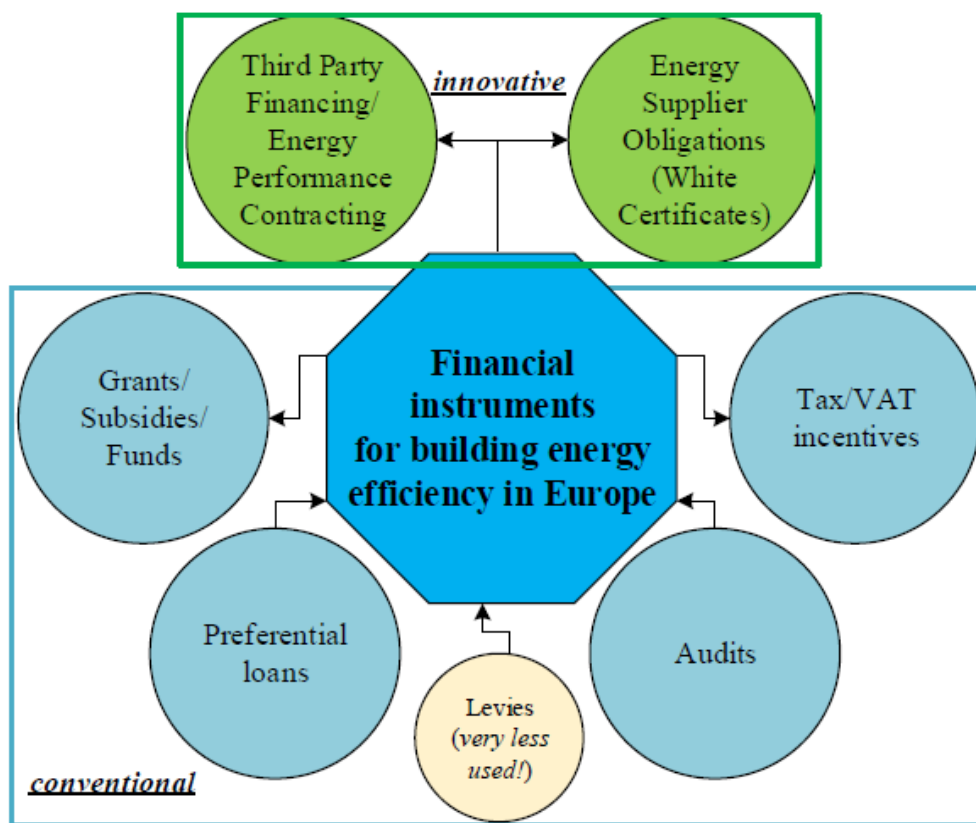 Third Party
Financing/
Energy
Performance
Contracting
innovative
Energy
Supplier
Obligations
(White
Certificates)
Grants/
Subsidies/
Funds
Financial
instruments
for building energy
efficiency in Europe
Tax/VAT
incentives
Preferential
loans
Levies
(very less
used!)
Audits
conventional